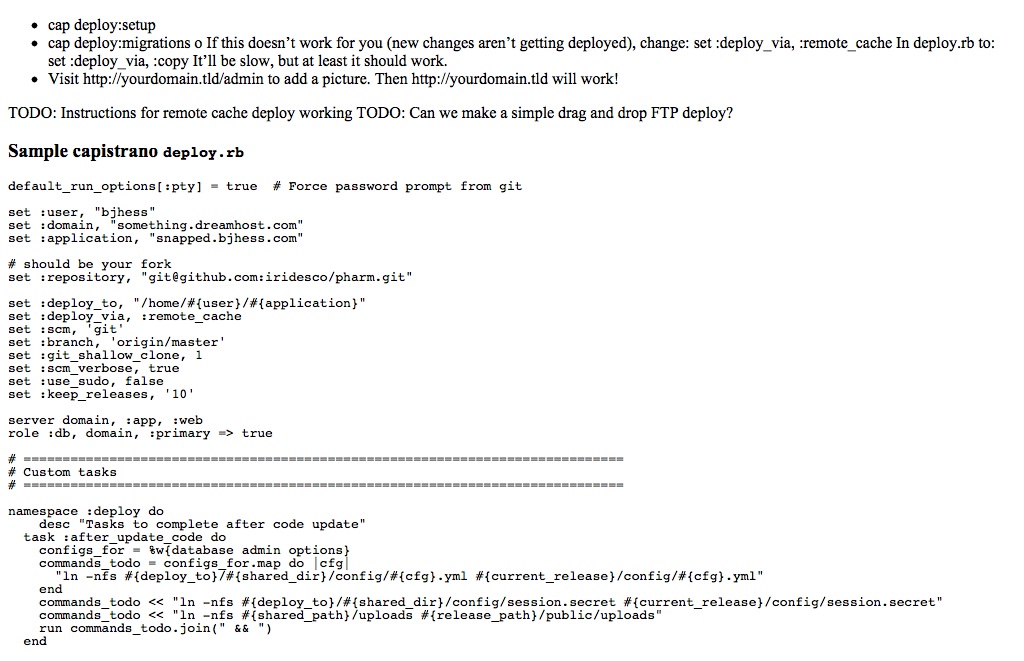 • cap deploy:setup
• cap deploy:migrations o If this doesn't work for you (new changes aren't getting deployed), change: set :deploy_via, :remote_cache In deploy.rb to:
set :deploy_via, :copy It'll be slow, but at least it should work.
• Visit http://yourdomain.tld/admin to add a picture. Then http://yourdomain.tld will work!
TODO: Instructions for remote cache deploy working TODO: Can we make a simple drag and drop FTP deploy?
Sample capistrano deploy.rb
default_run_options[:pty] = true  # Force password prompt from git
set :user, "bjhess"
set :domain, "something.dreamhost.com"
set :application, "snapped.bjhess.com"
# should be your fork
set :repository, "git@github.com:iridesco/pharm.git"
set :deploy_to, "/home/#{user}/#{application}"
set :deploy_via, :remote_cache
set :scm, 'git'
set :branch, 'origin/master'
set :git_shallow_clone, 1
set :scm_verbose, true
set :use_sudo, false
set :keep_releases, '10'
server domain, :app, :web
role :db, domain, :primary => true
# =============================================================================
# Custom tasks
# =============================================================================
namespace :deploy do
    desc "Tasks to complete after code update"
  task :after_update_code do
    configs_for = %w{database admin options}
    commands_todo = configs_for.map do |cfg|
      "ln -nfs #{deploy_to}/#{shared_dir}/config/#{cfg}.yml #{current_release}/config/#{cfg}.yml"
    end
    commands_todo << "ln -nfs #{deploy_to}/#{shared_dir}/config/session.secret #{current_release}/config/session.secret"
    commands_todo << "ln -nfs #{shared_path}/uploads #{release_path}/public/uploads"
    run commands_todo.join(" && ")
  end